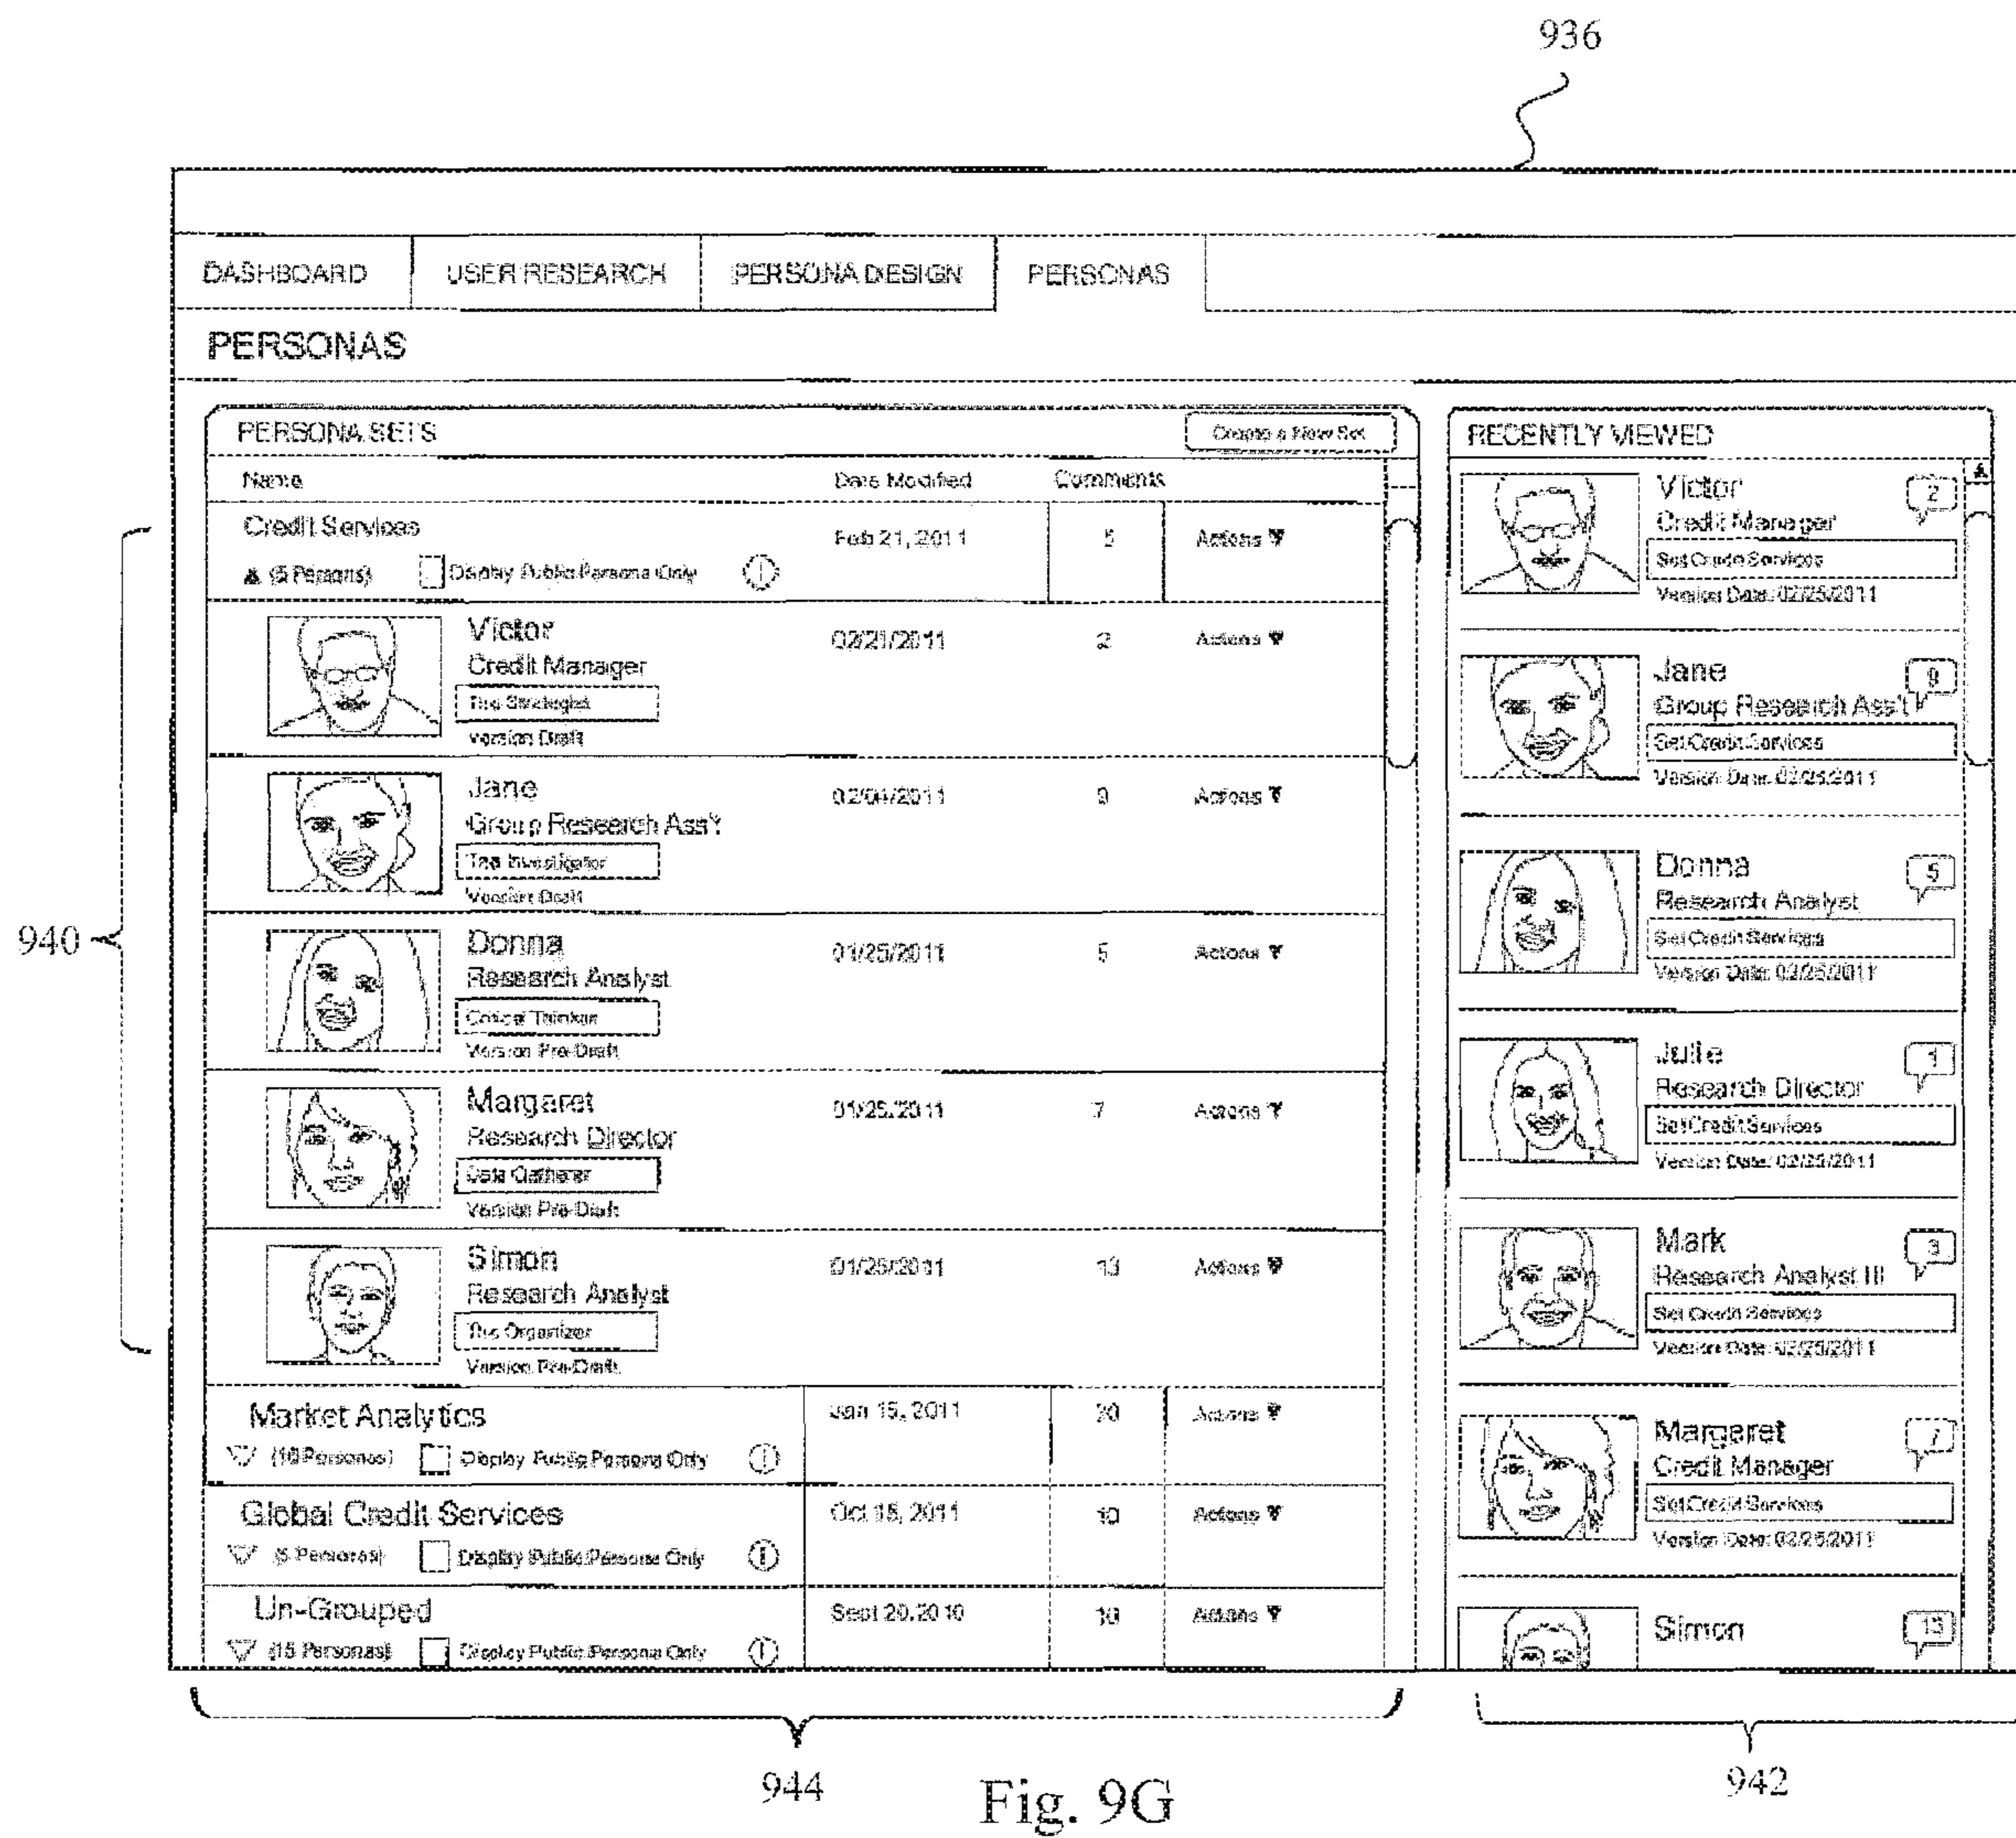 936
DASHBOARD USER RESEARCH PERSONA DESIGN PERSONAS
PERSONAS
PERSONA SETS Create a New Set
Name Date Modified Comments
Credit Services Feb 21, 2011 5 Actions
(5 Persons) Display Public Persona Only
Victor 02/21/2011 2 Actions
Credit Manager
The Strategist
Version Draft
Jane 02/04/2011 9 Actions
Group Research Ass't
The Investigator
Version Draft
Donna 01/25/2011 5 Actions
Research Analyst
Critical Thinker
Version Pre-Draft
Margaret 01/25/2011 7 Actions
Research Director
Data Gatherer
Version Pre-Draft
Simon 01/25/2011 13 Actions
Research Analyst
The Organizer
Version Pre-Draft
Market Analytics Jan 15, 2011 20 Actions
Display Public Persona Only
Global Credit Services Oct 15, 2011 10 Actions
(5 Personas) Display Public Persona Only
Un-Grouped Sept 20, 2010 10 Actions
(15 Personas) Display Public Persona Only
RECENTLY VIEWED
Victor 2
Credit Manager
Set Credit Services
Version Date: 02/25/2011
Jane 9
Group Research Ass't
Set Credit Services
Version Date: 02/25/2011
Donna 5
Research Analyst
Set Credit Services
Version Date: 02/25/2011
Julie 1
Research Director
Set Credit Services
Version Date: 02/25/2011
Mark 3
Research Analyst III
Set Credit Services
Version Date: 02/25/2011
Margaret 7
Credit Manager
Set Credit Services
Version Date: 02/25/2011
Simon 13
940
944
942
Fig. 9G